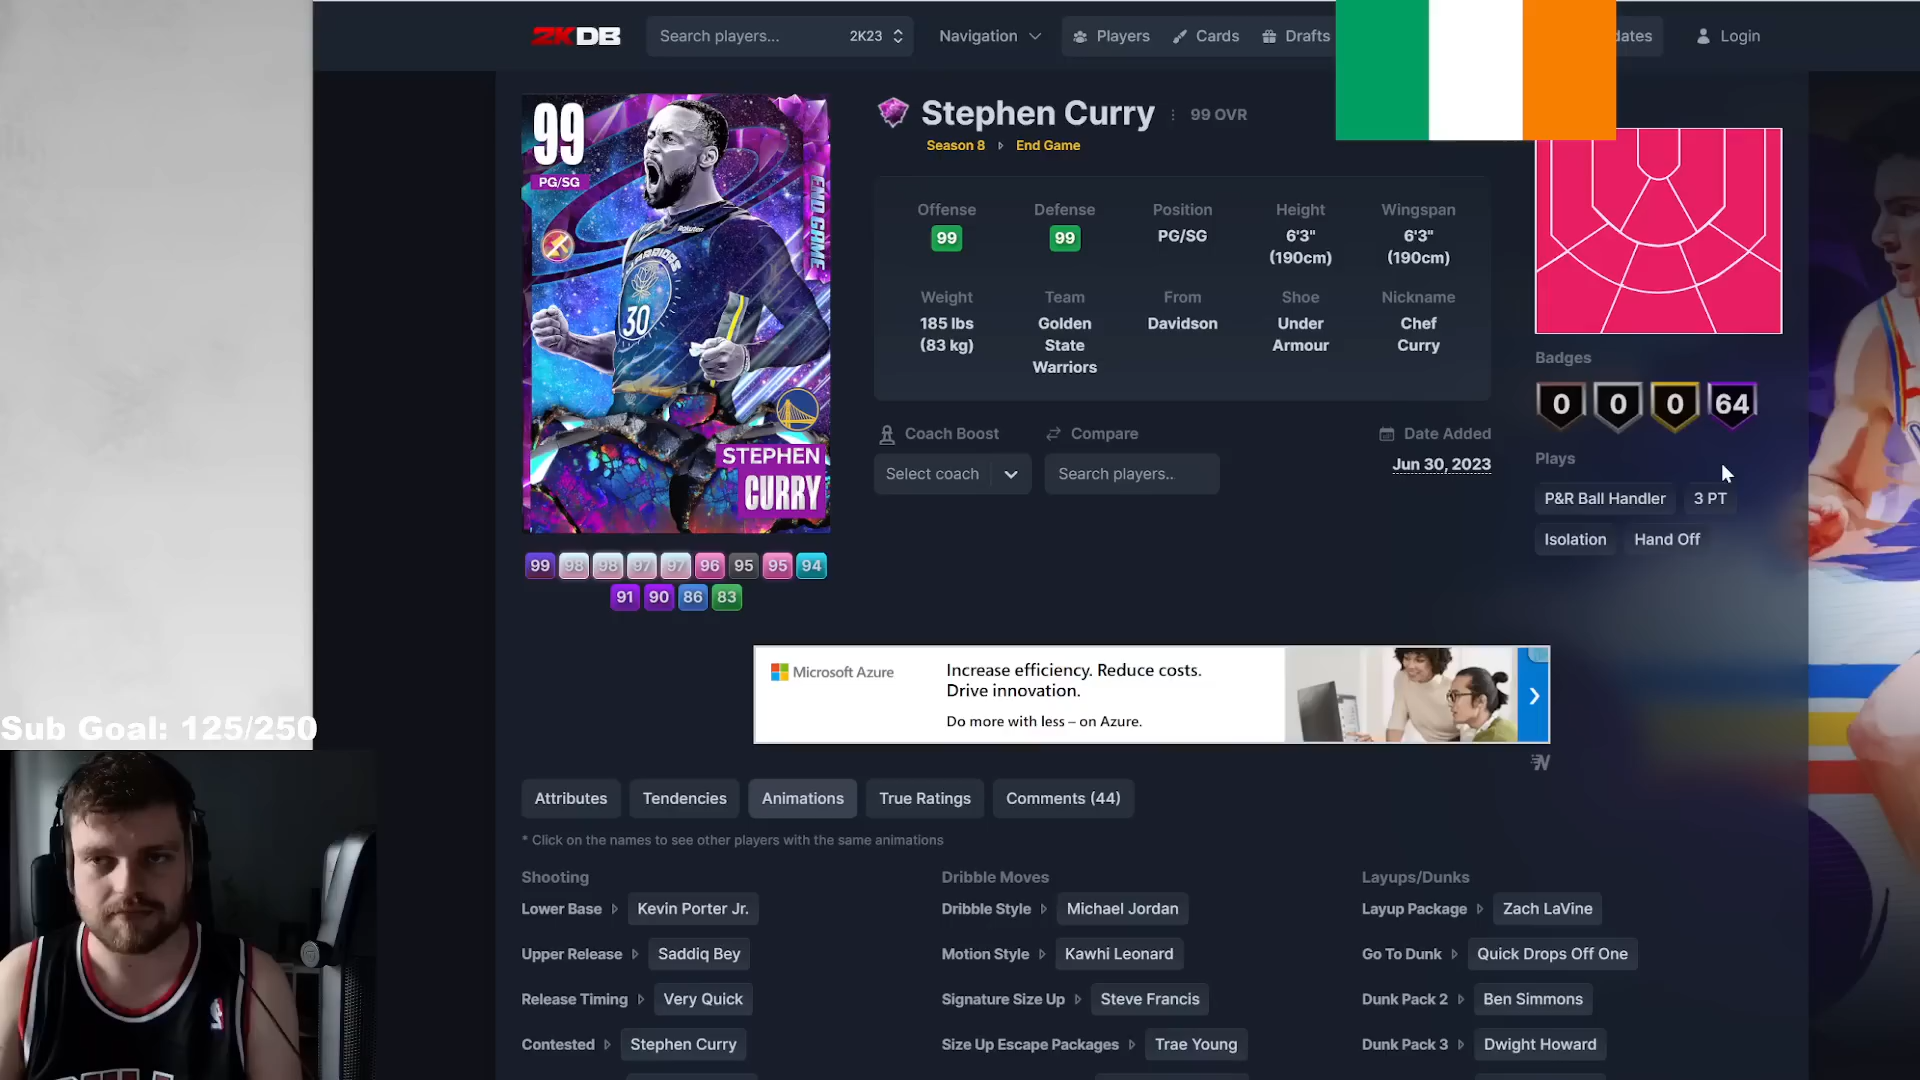 2KDB
Search players...
2K23
Navigation
Players
Cards
Drafts
dates
Login
99
PG/SG
END GAME
Rakuten
WARRIORS
30
STEPHEN
CURRY
99 98 98 97 97 96 95 95 94
91 90 86 83
Stephen Curry
99 OVR
Season 8
End Game
Offense
99
Defense
99
Position
PG/SG
Height
6'3"
(190cm)
Wingspan
6'3"
(190cm)
Weight
185 lbs
(83 kg)
Team
Golden
State
Warriors
From
Davidson
Shoe
Under
Armour
Nickname
Chef
Curry
Coach Boost
Select coach
Compare
Search players..
Date Added
Jun 30, 2023
Badges
0 0 0 64
Plays
P&R Ball Handler
3 PT
Isolation
Hand Off
Microsoft Azure
Increase efficiency. Reduce costs.
Drive innovation.
Do more with less – on Azure.
Sub Goal: 125/250
Attributes
Tendencies
Animations
True Ratings
Comments (44)
* Click on the names to see other players with the same animations
Shooting
Lower Base Kevin Porter Jr.
Upper Release Saddiq Bey
Release Timing Very Quick
Contested Stephen Curry
Dribble Moves
Dribble Style Michael Jordan
Motion Style Kawhi Leonard
Signature Size Up Steve Francis
Size Up Escape Packages Trae Young
Layups/Dunks
Layup Package Zach LaVine
Go To Dunk Quick Drops Off One
Dunk Pack 2 Ben Simmons
Dunk Pack 3 Dwight Howard